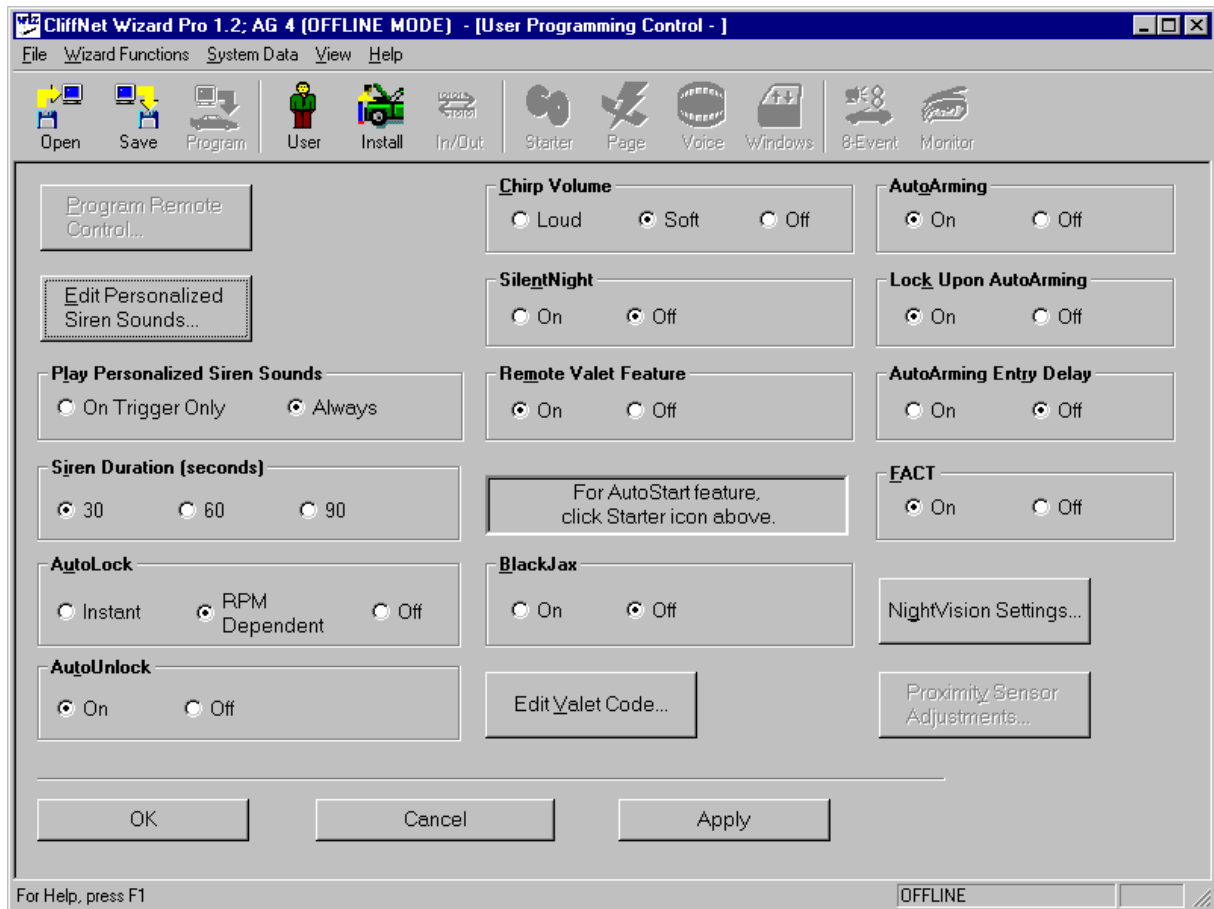 CliffNet Wizard Pro 1.2; AG 4 (OFFLINE MODE) - [User Programming Control - ]
File Wizard Functions System Data View Help
Open Save Program User Install In/Out Starter Page Voice Windows 8-Event Monitor
Program Remote
Control...
Edit Personalized
Siren Sounds...
Play Personalized Siren Sounds
On Trigger Only Always
Siren Duration (seconds)
30 60 90
AutoLock
Instant RPM Dependent Off
AutoUnlock
On Off
Chirp Volume
Loud Soft Off
SilentNight
On Off
Remote Valet Feature
On Off
For AutoStart feature,
click Starter icon above.
BlackJax
On Off
Edit Valet Code...
AutoArming
On Off
Lock Upon AutoArming
On Off
AutoArming Entry Delay
On Off
FACT
On Off
NightVision Settings...
Proximity Sensor
Adjustments...
OK Cancel Apply
For Help, press F1 OFFLINE